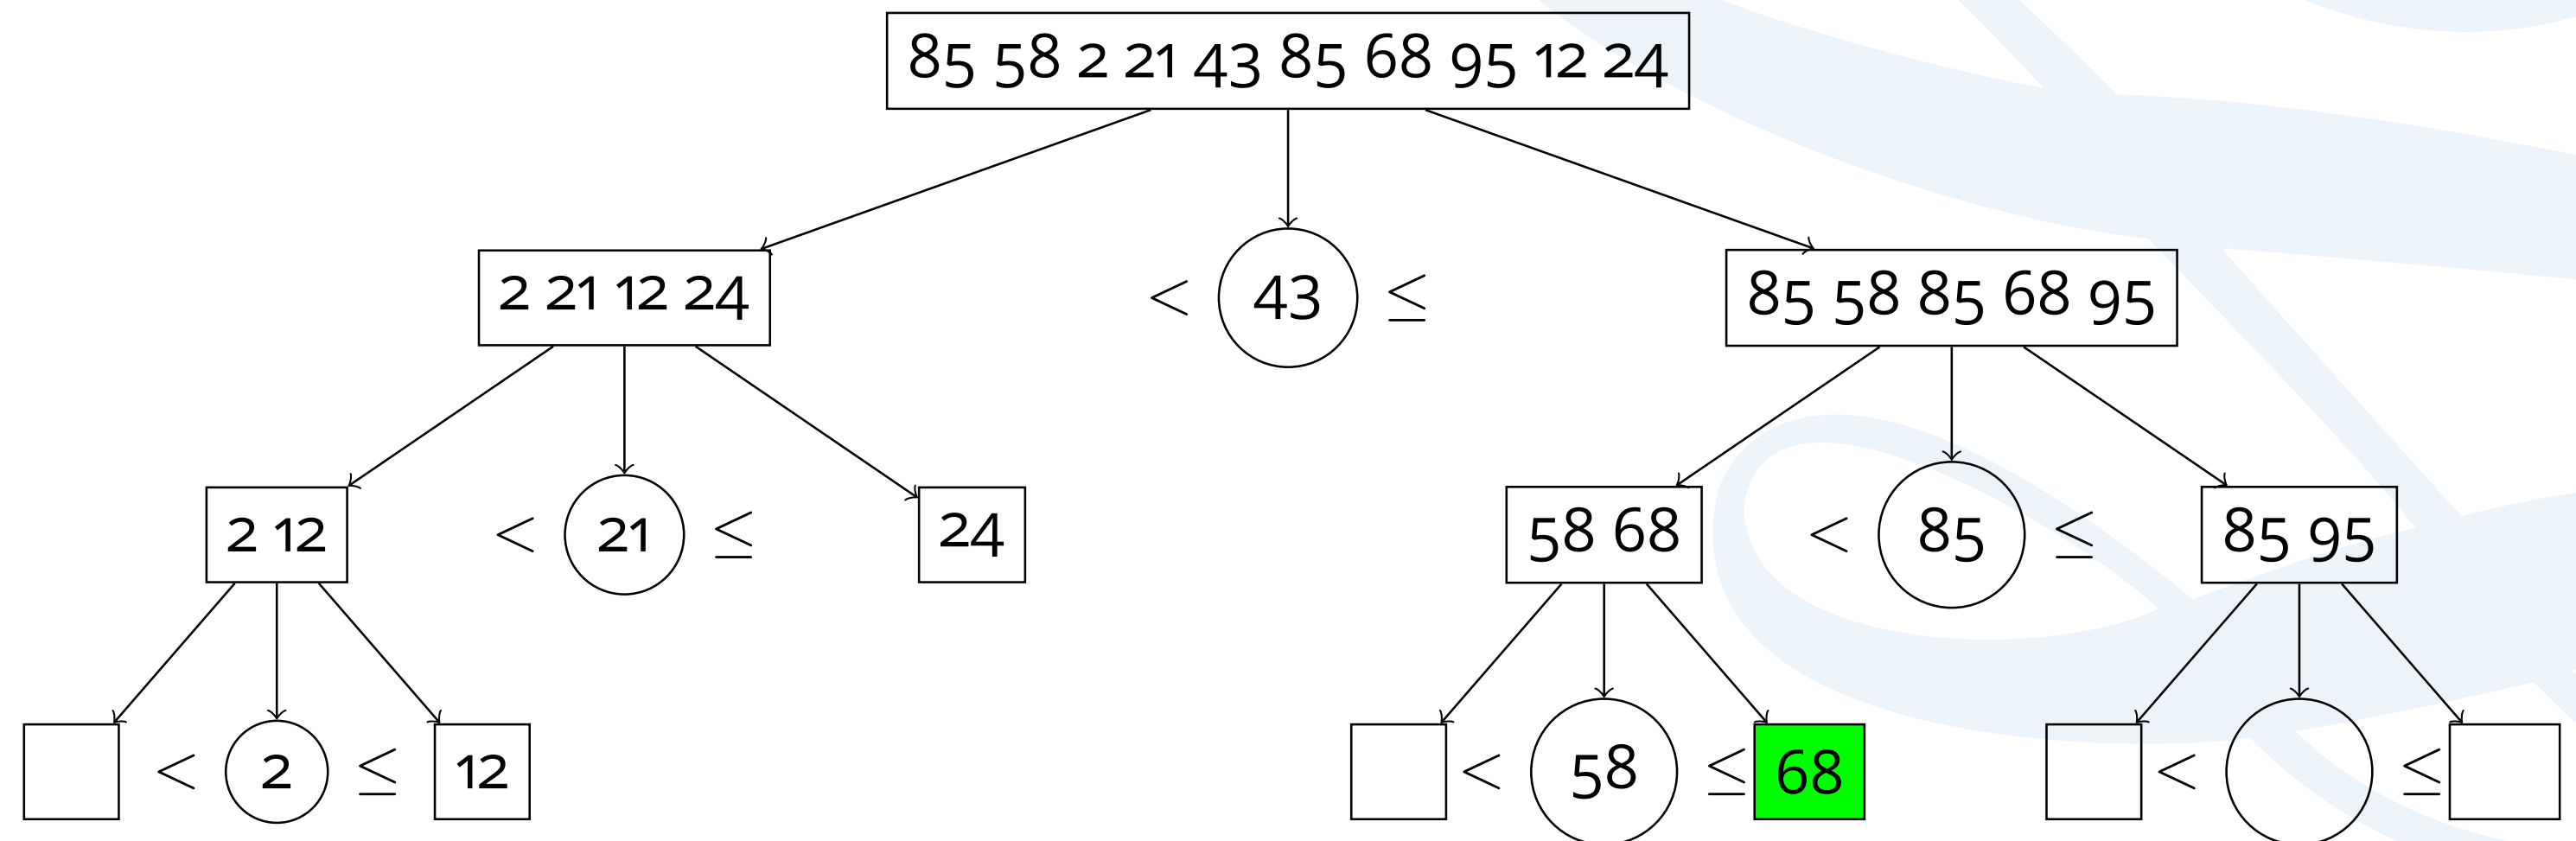 85 58 2 21 43 85 68 95 12 24
2 21 12 24 < 43 ≤ 85 58 85 68 95
2 12 < 21 ≤ 24 58 68 < 85 ≤ 85 95
< 2 ≤ 12 < 58 ≤ 68 < ≤